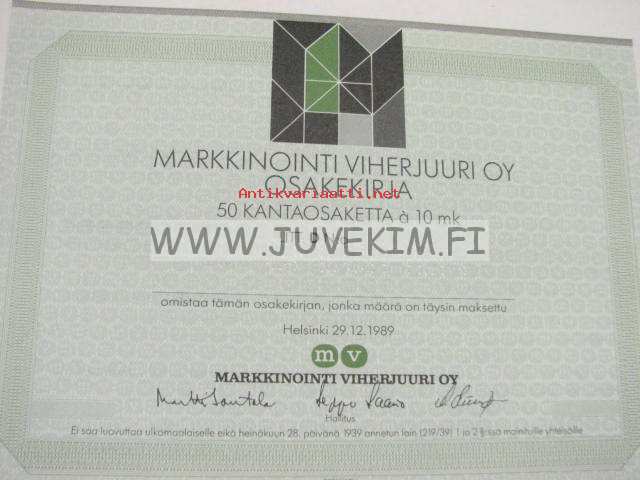 MARKKINOINTI VIHERJUURI OY
OSAKEKIRJA
Antikvariaatti.net
50 KANTAOSAKETTA à 10 mk
WWW.JUVEKIM.FI
D
omistaa tämän osakekirjan, jonka määrä on täysin maksettu
Helsinki 29.12.1989
mv
MARKKINOINTI VIHERJUURI OY
Hallitus
Ei saa luovuttaa ulkomaalaiselle eikä heinäkuun 28. päivänä 1939 annetun lain (219/39) 1 ja 2 §:ssä mainituille yhteisöille